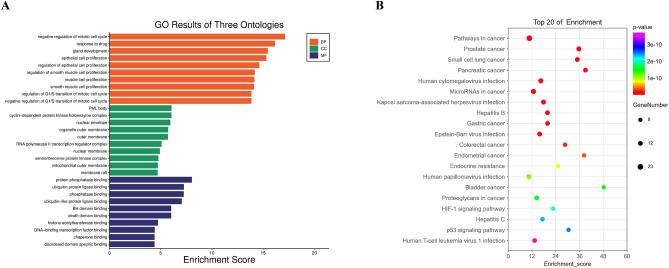 A
GO Results of Three Ontologies
negative regulation of mitotic cell cycle
response to drug
gland development
epithelial cell proliferation
regulation of epithelial cell proliferation
regulation of smooth muscle cell proliferation
muscle cell proliferation
smooth muscle cell proliferation
regulation of G1/S transition of mitotic cell cycle
negative regulation of G1/S transition of mitotic cell cycle
PML body
cyclin-dependent protein kinase holoenzyme complex
nuclear envelope
organelle outer membrane
outer membrane
RNA polymerase II transcription regulator complex
nuclear membrane
serine/threonine protein kinase complex
mitochondrial outer membrane
membrane raft
protein phosphatase binding
ubiquitin protein ligase binding
phosphatase binding
ubiquitin-like protein ligase binding
BH domain binding
death domain binding
histone acetyltransferase binding
DNA-binding transcription factor binding
chaperone binding
disordered domain specific binding
BP
CC
MF
0
5
10
15
20
Enrichment Score
B
Top 20 of Enrichment
Pathways in cancer
Prostate cancer
Small cell lung cancer
Pancreatic cancer
Human cytomegalovirus infection
MicroRNAs in cancer
Kaposi sarcoma-associated herpesvirus infection
Hepatitis B
Gastric cancer
Epstein-Barr virus infection
Colorectal cancer
Endometrial cancer
Endocrine resistance
Human papillomavirus infection
Bladder cancer
Proteoglycans in cancer
HIF-1 signaling pathway
Hepatitis C
p53 signaling pathway
Human T-cell leukemia virus 1 infection
0
12
24
36
48
60
Enrichment_score
p-value
3e-10
2e-10
1e-10
GeneNumber
8
12
23